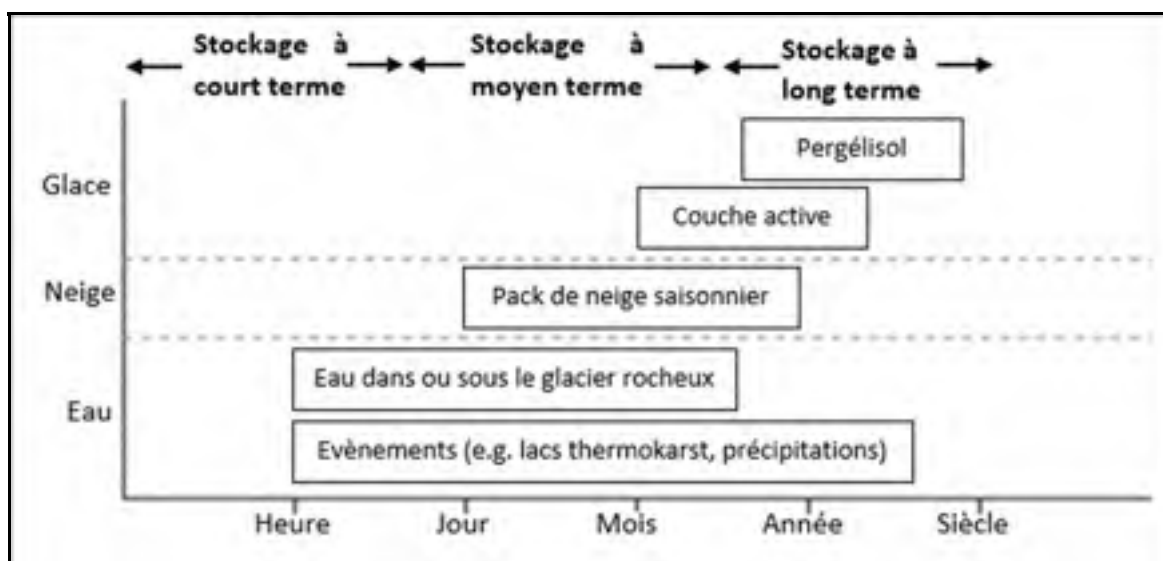 Stockage à court terme
Stockage à moyen terme
Stockage à long terme
Glace
Pergélisol
Couche active
Neige
Pack de neige saisonnier
Eau
Eau dans ou sous le glacier rocheux
Evènements (e.g. lacs thermokarst, précipitations)
Heure Jour Mois Année Siècle